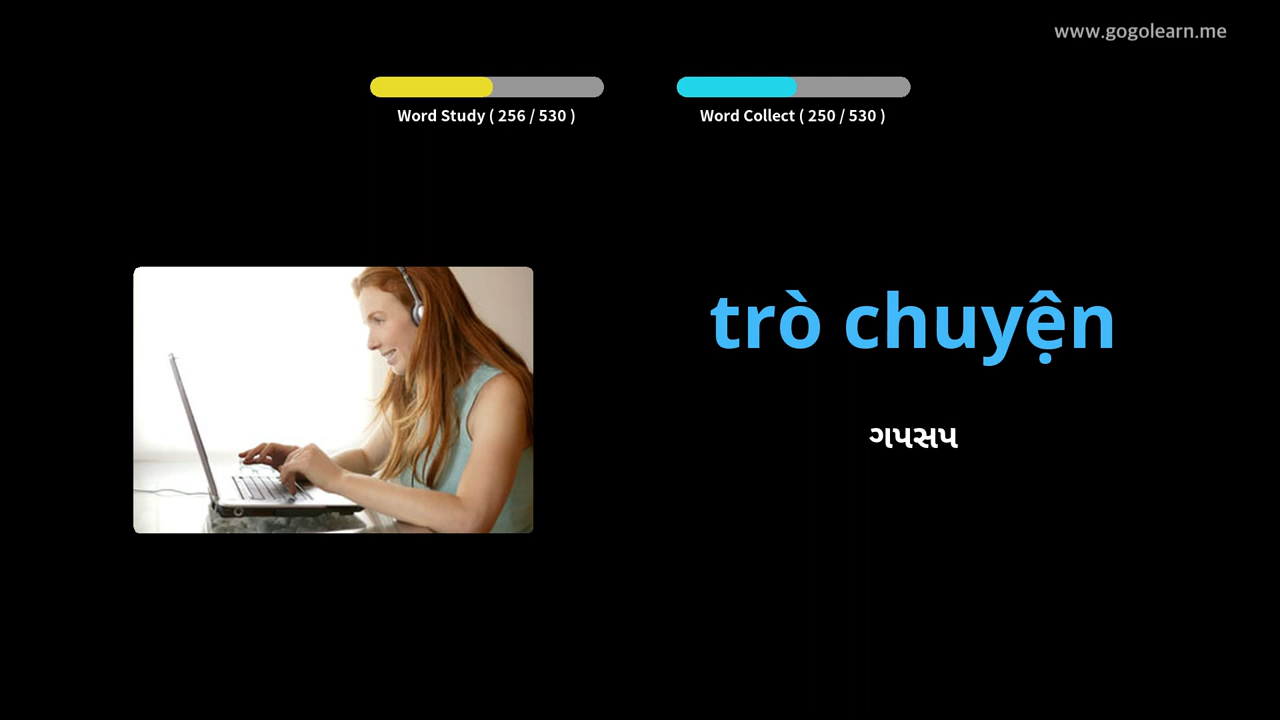 www.gogolearn.me
Word Study ( 256 / 530 )
Word Collect ( 250 / 530 )
trò chuyện
ગપસપ